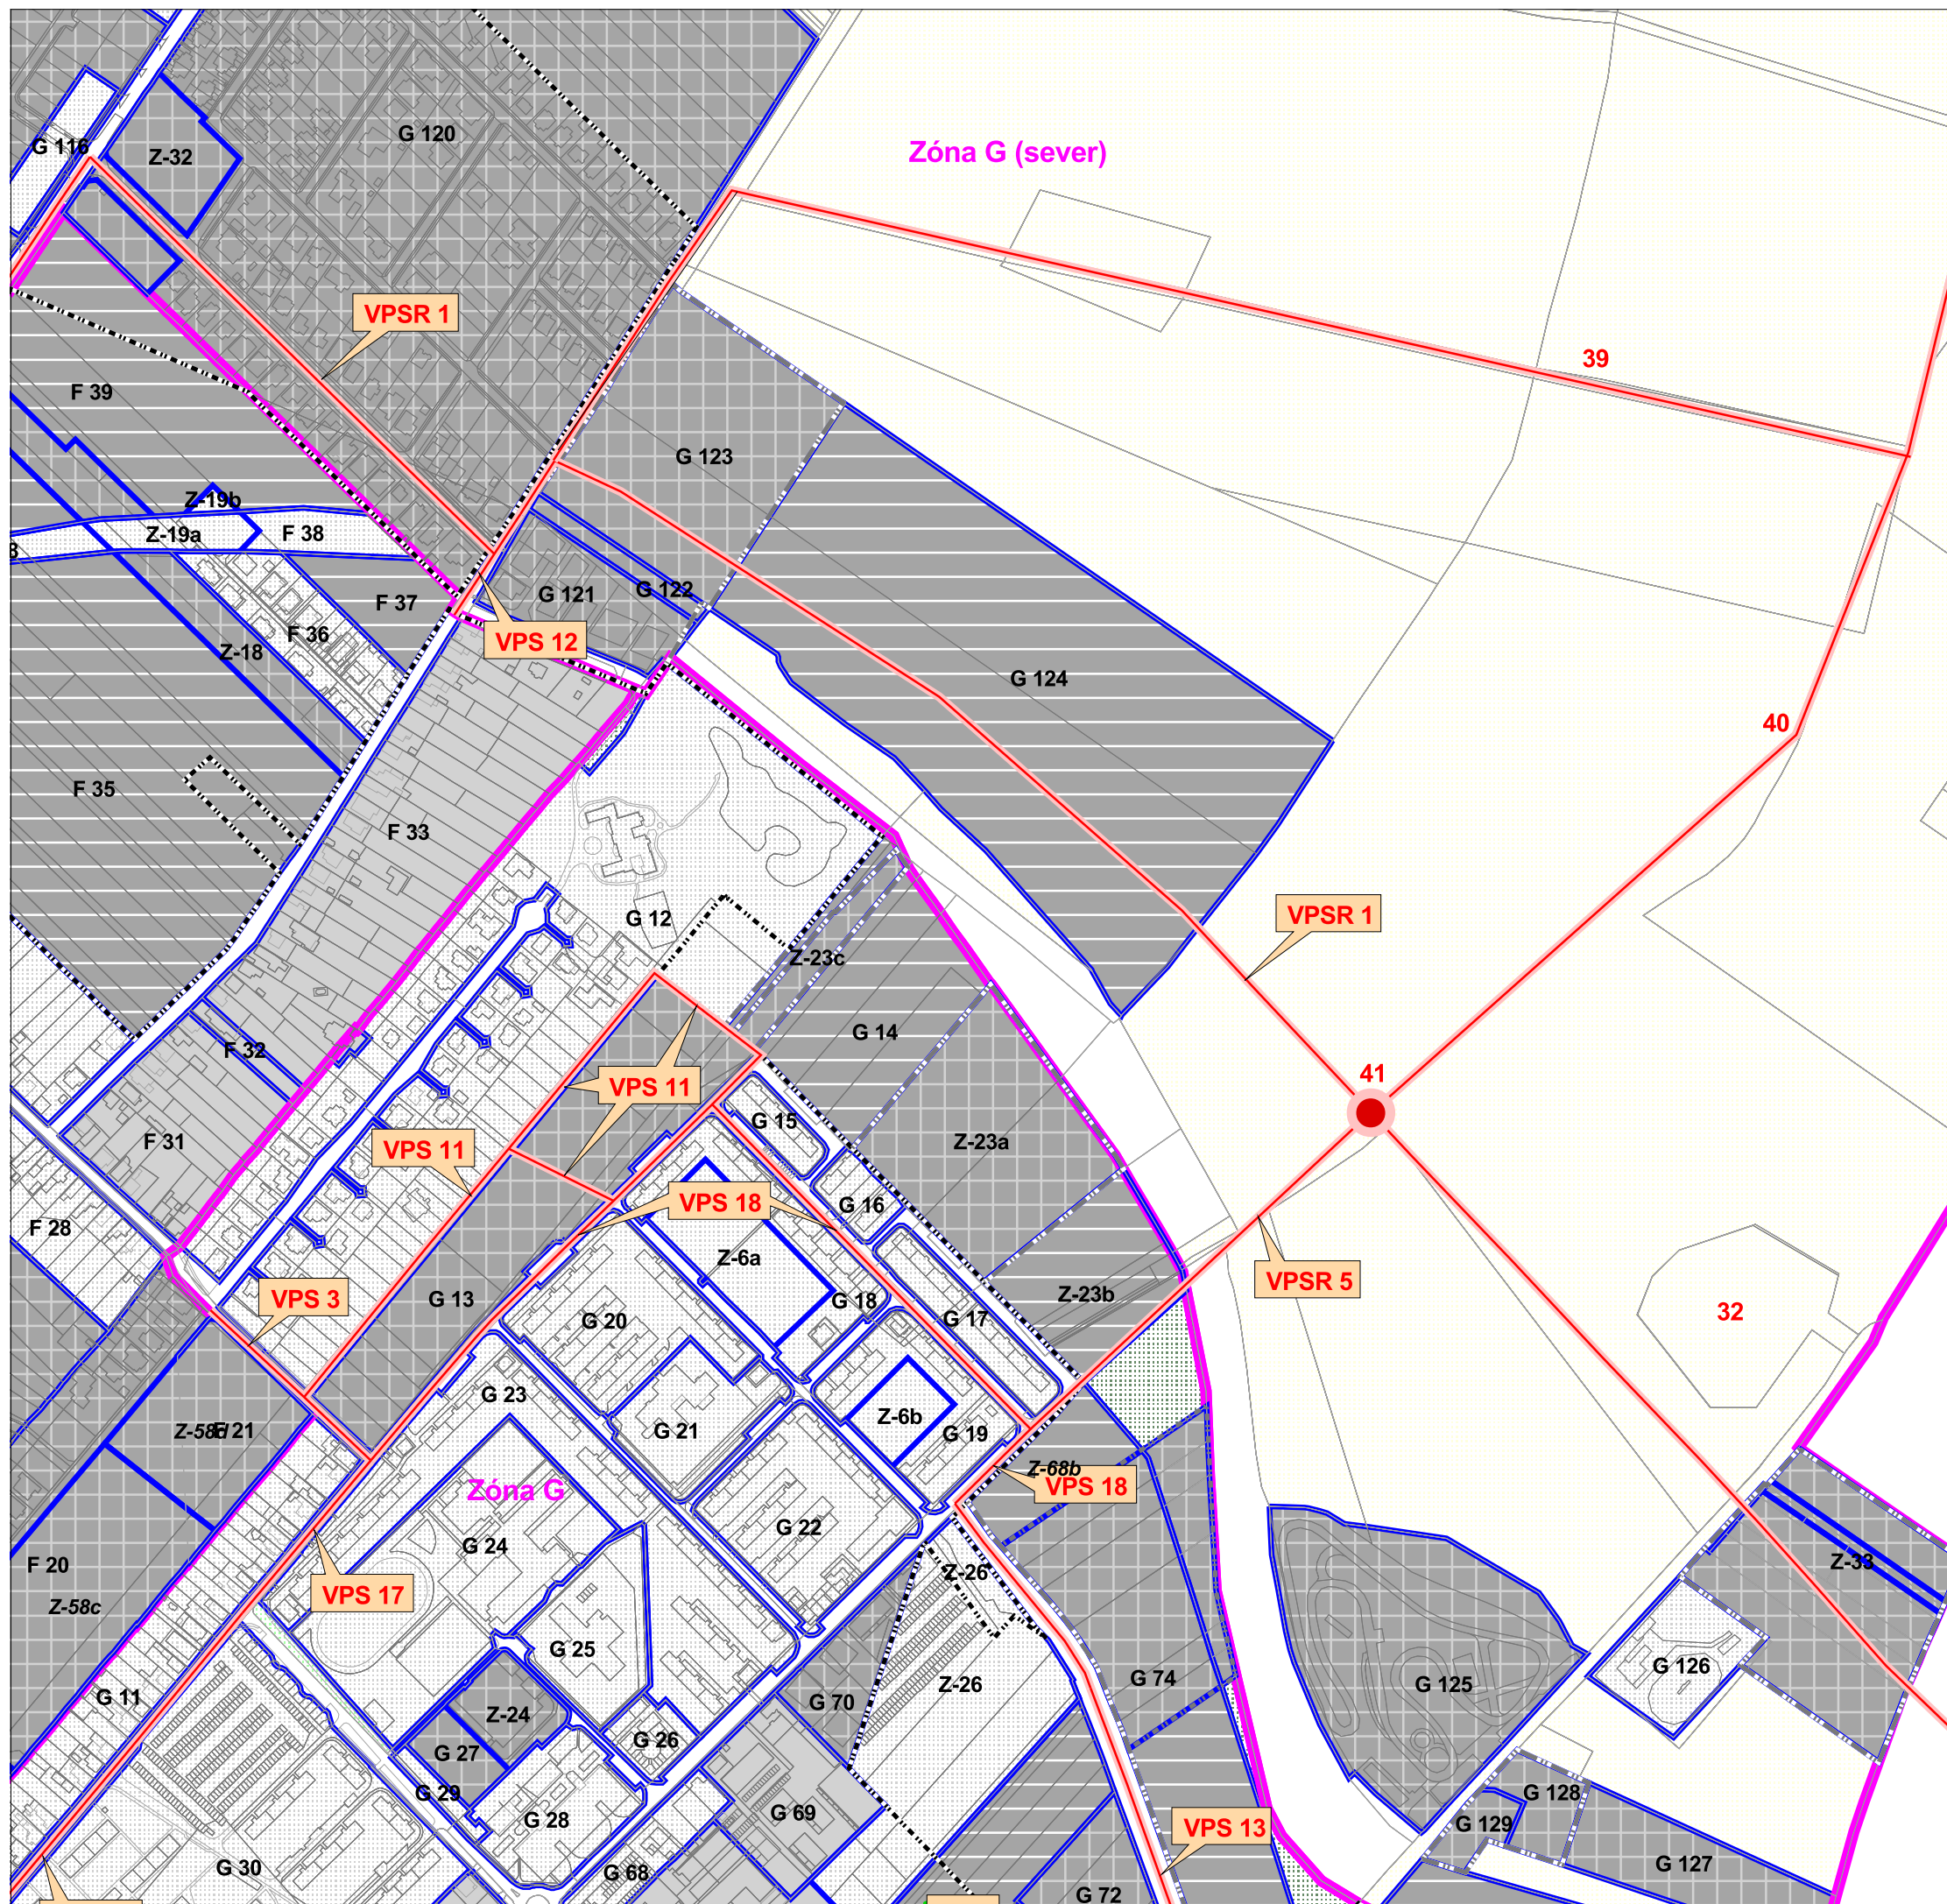 G 120
G 116
Z-32
Zóna G (sever)
VPSR 1
39
F 39
G 123
Z-19b
Z-19a
F 38
G 122
G 121
F 37
F 36
VPS 12
Z-18
G 124
40
F 35
F 33
VPSR 1
G 12
Z-23c
G 14
F 32
41
VPS 11
G 15
F 31
VPS 11
Z-23a
VPS 18
G 16
F 28
Z-6a
VPSR 5
VPS 3
G 13
G 18
Z-23b
G 20
G 17
32
G 23
Z-6b
Z-58d
F 21
G 21
G 19
Z-68b
VPS 18
Zóna G
G 22
G 24
F 20
Z-26
Z-33
VPS 17
Z-58c
G 25
G 126
G 74
Z-26
G 125
G 11
G 70
Z-24
G 26
G 27
G 29
G 128
G 28
G 69
G 129
VPS 13
G 127
G 30
G 68
G 72